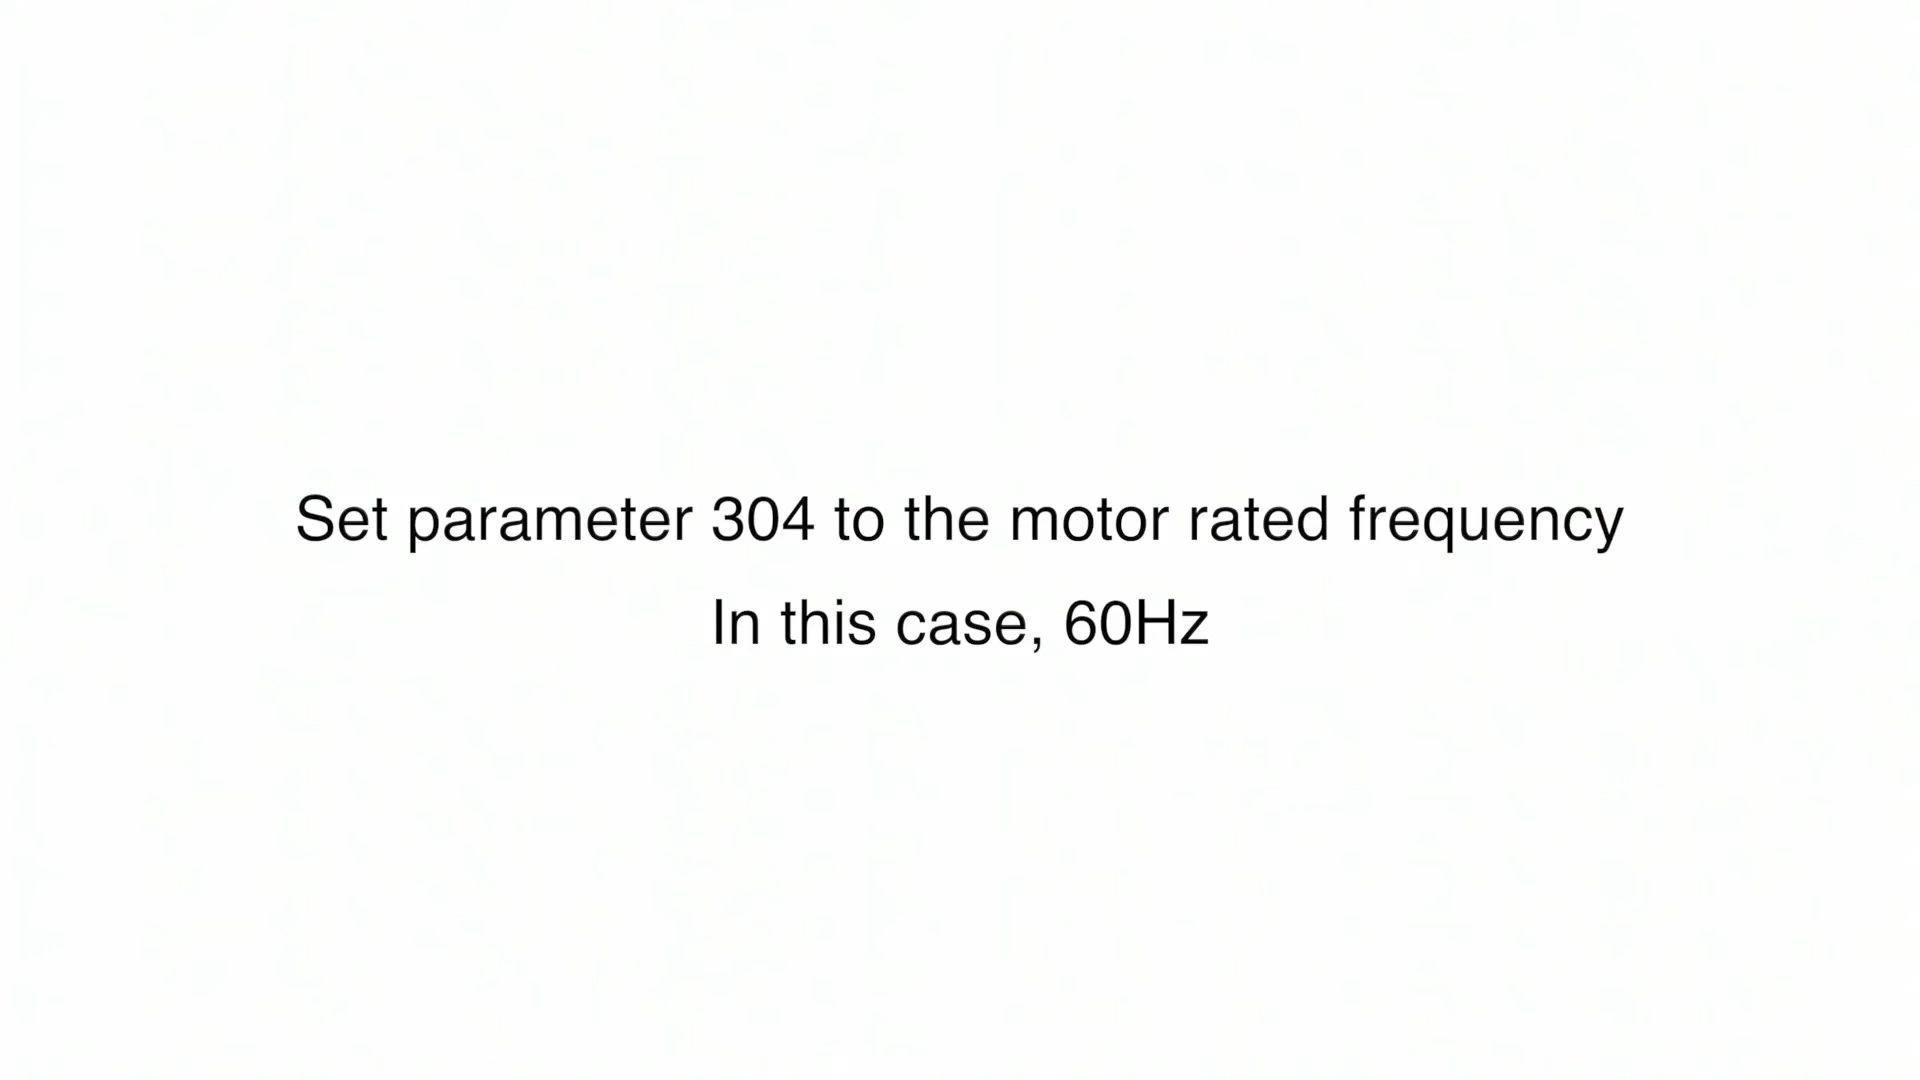 Set parameter 304 to the motor rated frequency
In this case, 60Hz